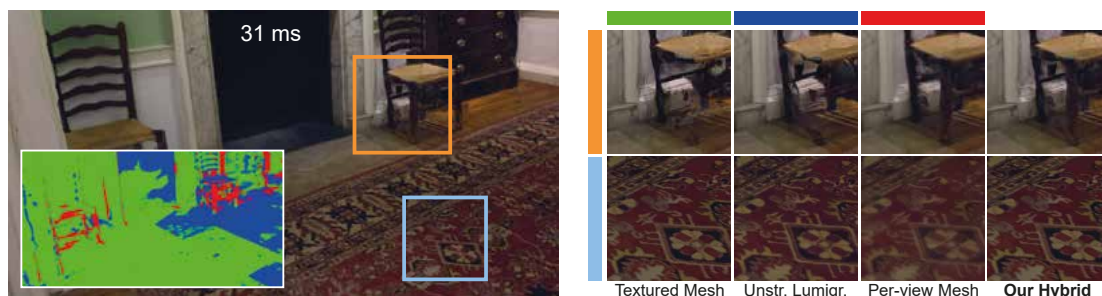 31 ms
Textured Mesh
Unstr. Lumigr.
Per-view Mesh
Our Hybrid